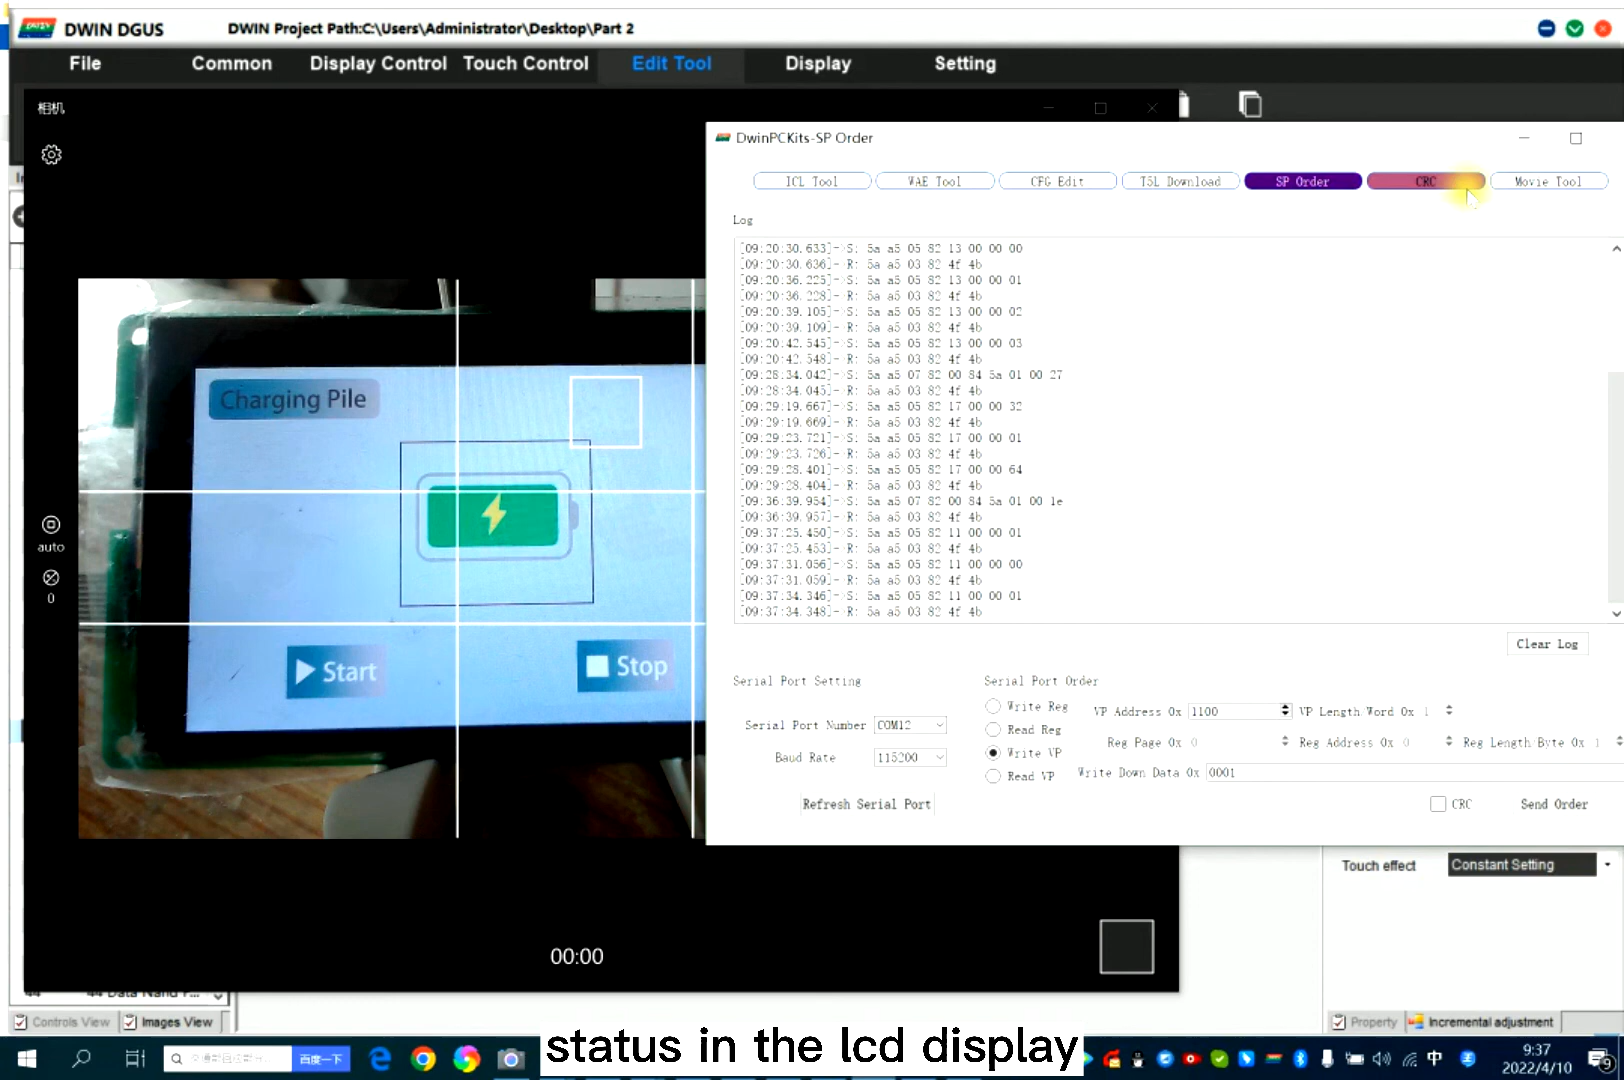 DWIN DGUS
DWIN Project Path:C:\Users\Administrator\Desktop\Part 2
File Common Display Control Touch Control Edit Tool Display Setting
相机
DwinPCKits-SP Order
ICL Tool WAE Tool CFG Edit T5L Download SP Order CRC Movie Tool
Log
[09:20:30.633]- S: 5a a5 05 82 13 00 00 00
[09:20:30.636]- R: 5a a5 03 82 4f 4b
[09:20:36.225]- S: 5a a5 05 82 13 00 00 01
[09:20:36.228]- R: 5a a5 03 82 4f 4b
[09:20:39.105]- S: 5a a5 05 82 13 00 00 02
[09:20:39.109]- R: 5a a5 03 82 4f 4b
[09:20:42.545]- S: 5a a5 05 82 13 00 00 03
[09:20:42.548]- R: 5a a5 03 82 4f 4b
[09:28:34.042]- S: 5a a5 07 82 00 84 5a 01 00 27
[09:28:34.045]- R: 5a a5 03 82 4f 4b
[09:29:19.667]- S: 5a a5 05 82 17 00 00 32
[09:29:19.669]- R: 5a a5 03 82 4f 4b
[09:29:23.721]- S: 5a a5 05 82 17 00 00 01
[09:29:23.726]- R: 5a a5 03 82 4f 4b
[09:29:28.401]- S: 5a a5 05 82 17 00 00 64
[09:29:28.404]- R: 5a a5 03 82 4f 4b
[09:36:39.954]- S: 5a a5 07 82 00 84 5a 01 00 1e
[09:36:39.957]- R: 5a a5 03 82 4f 4b
[09:37:25.450]- S: 5a a5 05 82 11 00 00 01
[09:37:25.453]- R: 5a a5 03 82 4f 4b
[09:37:31.056]- S: 5a a5 05 82 11 00 00 00
[09:37:31.059]- R: 5a a5 03 82 4f 4b
[09:37:34.346]- S: 5a a5 05 82 11 00 00 01
[09:37:34.348]- R: 5a a5 03 82 4f 4b
Charging Pile
auto
0
Start Stop
Clear Log
Serial Port Setting Serial Port Order
Write Reg VP Address 0x 1100 VP Length/Word 0x 1
Serial Port Number COM12 Read Reg Reg Page 0x 0 Reg Address 0x 0 Reg Length/Byte 0x 1
Baud Rate 115200 Write VP
Read VP Write Down Data 0x 0001
Refresh Serial Port CRC Send Order
Touch effect Constant Setting
00:00
Controls View Images View
Property Incremental adjustment
status in the lcd display
百度一下
中
9:37
2022/4/10
9